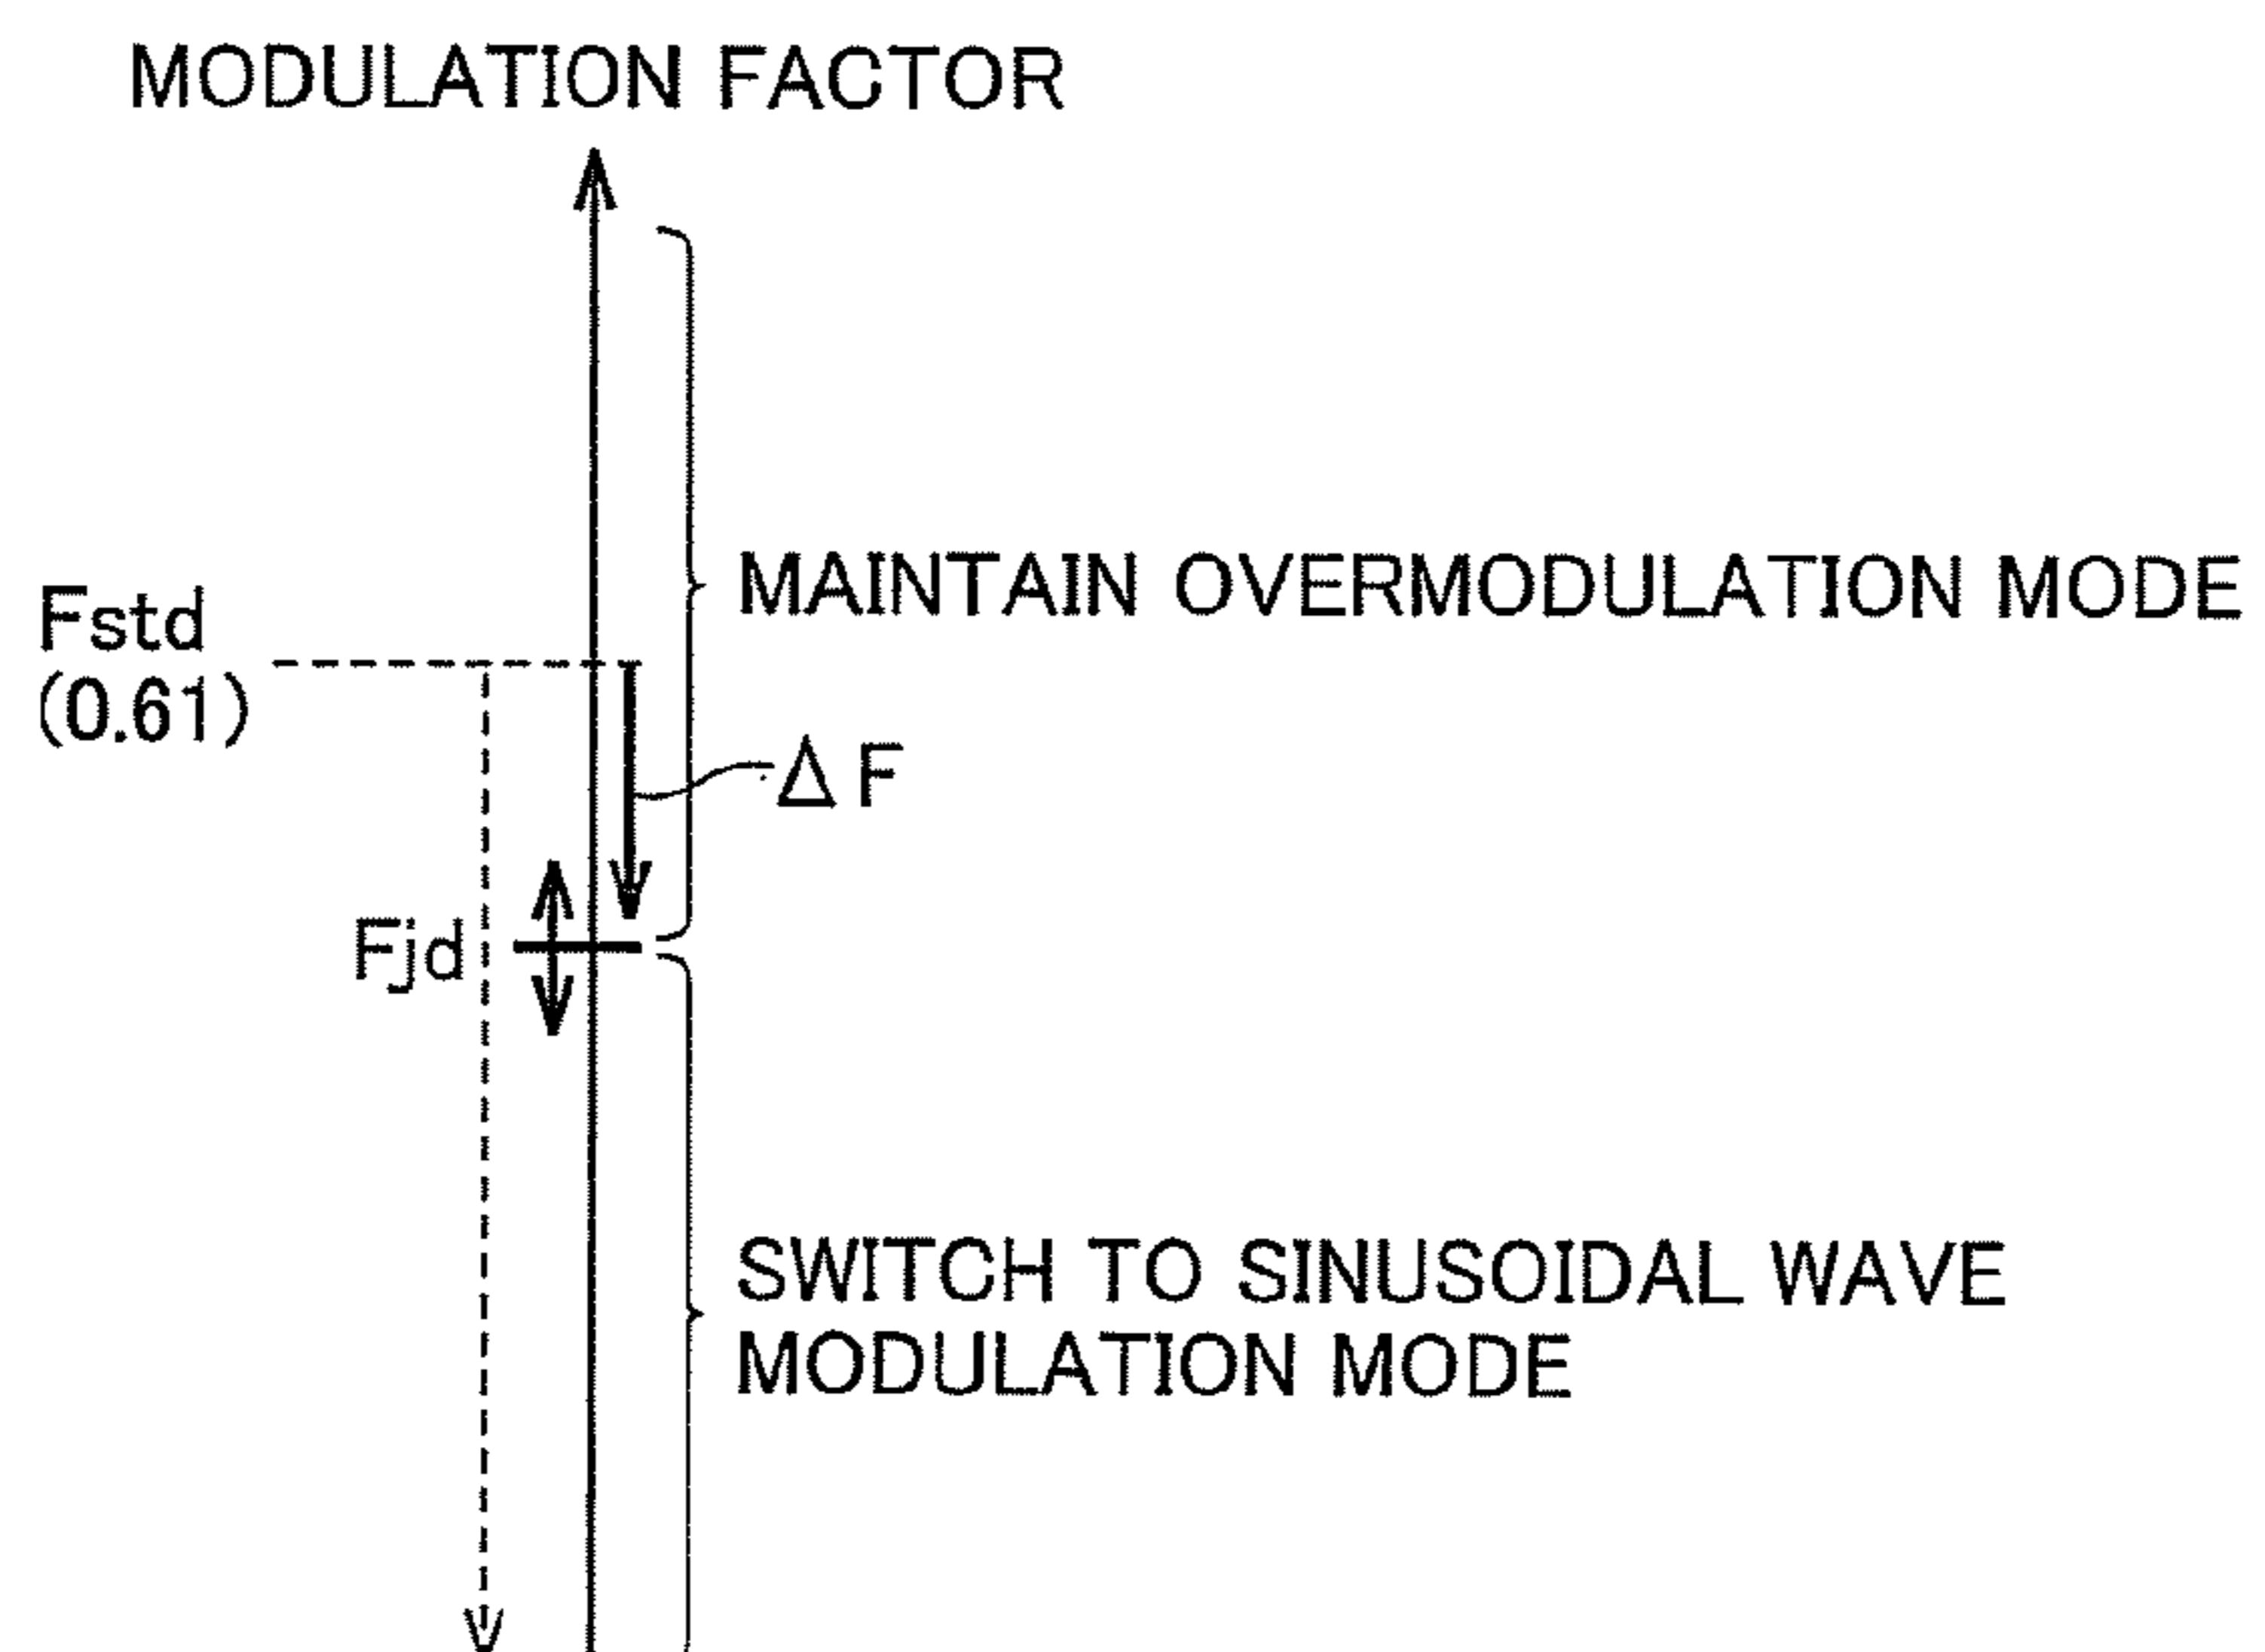 MODULATION FACTOR
MAINTAIN OVERMODULATION MODE
Fstd
(0.61)
ΔF
Fjd
SWITCH TO SINUSOIDAL WAVE
MODULATION MODE